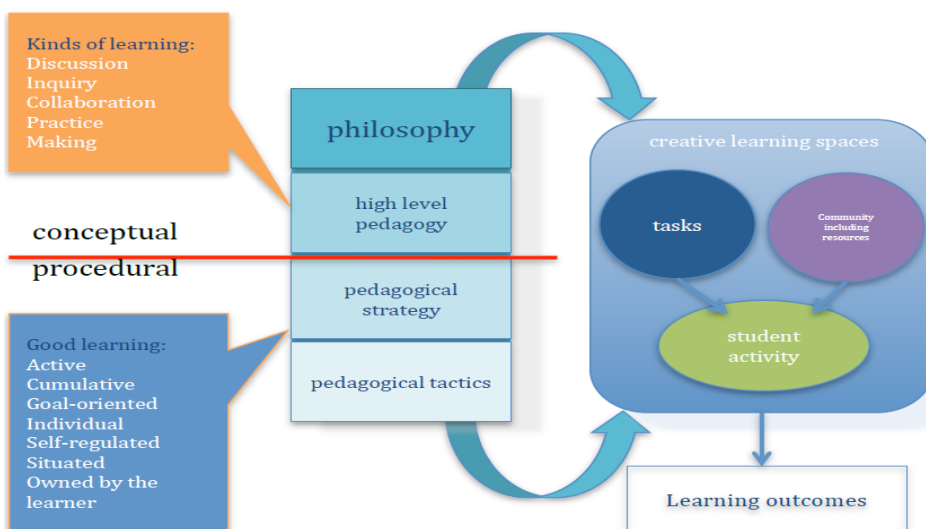 Kinds of learning:
Discussion
Inquiry
Collaboration
Practice
Making
conceptual
procedural
Good learning:
Active
Cumulative
Goal-oriented
Individual
Self-regulated
Situated
Owned by the
learner
philosophy
high level
pedagogy
pedagogical
strategy
pedagogical tactics
creative learning spaces
tasks
Community
including
resources
student
activity
Learning outcomes